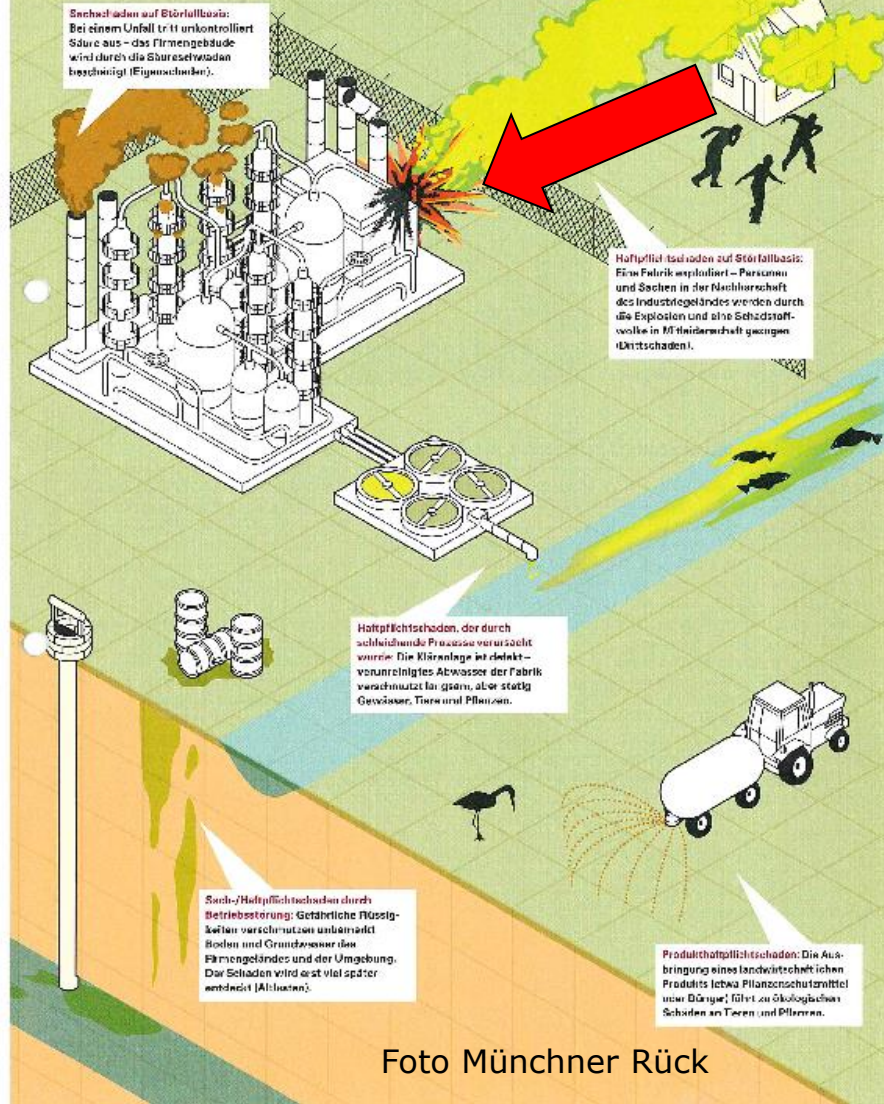 Sachschaden auf Störfallbasis:
Bei einem Unfall tritt unkontrolliert
Säure aus – das Firmengebäude
wird durch die Säureschwaden
beschädigt (Eigenschaden).
Haftpflichtschaden auf Störfallbasis:
Eine Fabrik explodiert – Personen
und Sachen in der Nachbarschaft
des Industriegeländes werden durch
die Explosion und eine Schadstoff-
wolke in Mitleidenschaft gezogen
(Drittschaden).
Haftpflichtschaden, der durch
schleichende Prozesse verursacht
wurde: Die Kläranlage ist defekt –
verunreinigtes Abwasser der Fabrik
verschmutzt langsam, aber stetig
Gewässer, Tiere und Pflanzen.
Sach-/Haftpflichtschaden durch
Betriebsstörung: Gefährliche Flüssig-
keiten verschmutzen unbemerkt
Boden und Grundwasser des
Firmengeländes und der Umgebung.
Der Schaden wird erst viel später
entdeckt (Altlasten).
Produkthaftpflichtschaden: Die Aus-
bringung eines landwirtschaftlichen
Produkts (etwa Pflanzenschutzmittel
oder Dünger) führt zu ökologischen
Schäden an Tieren und Pflanzen.
Foto Münchner Rück